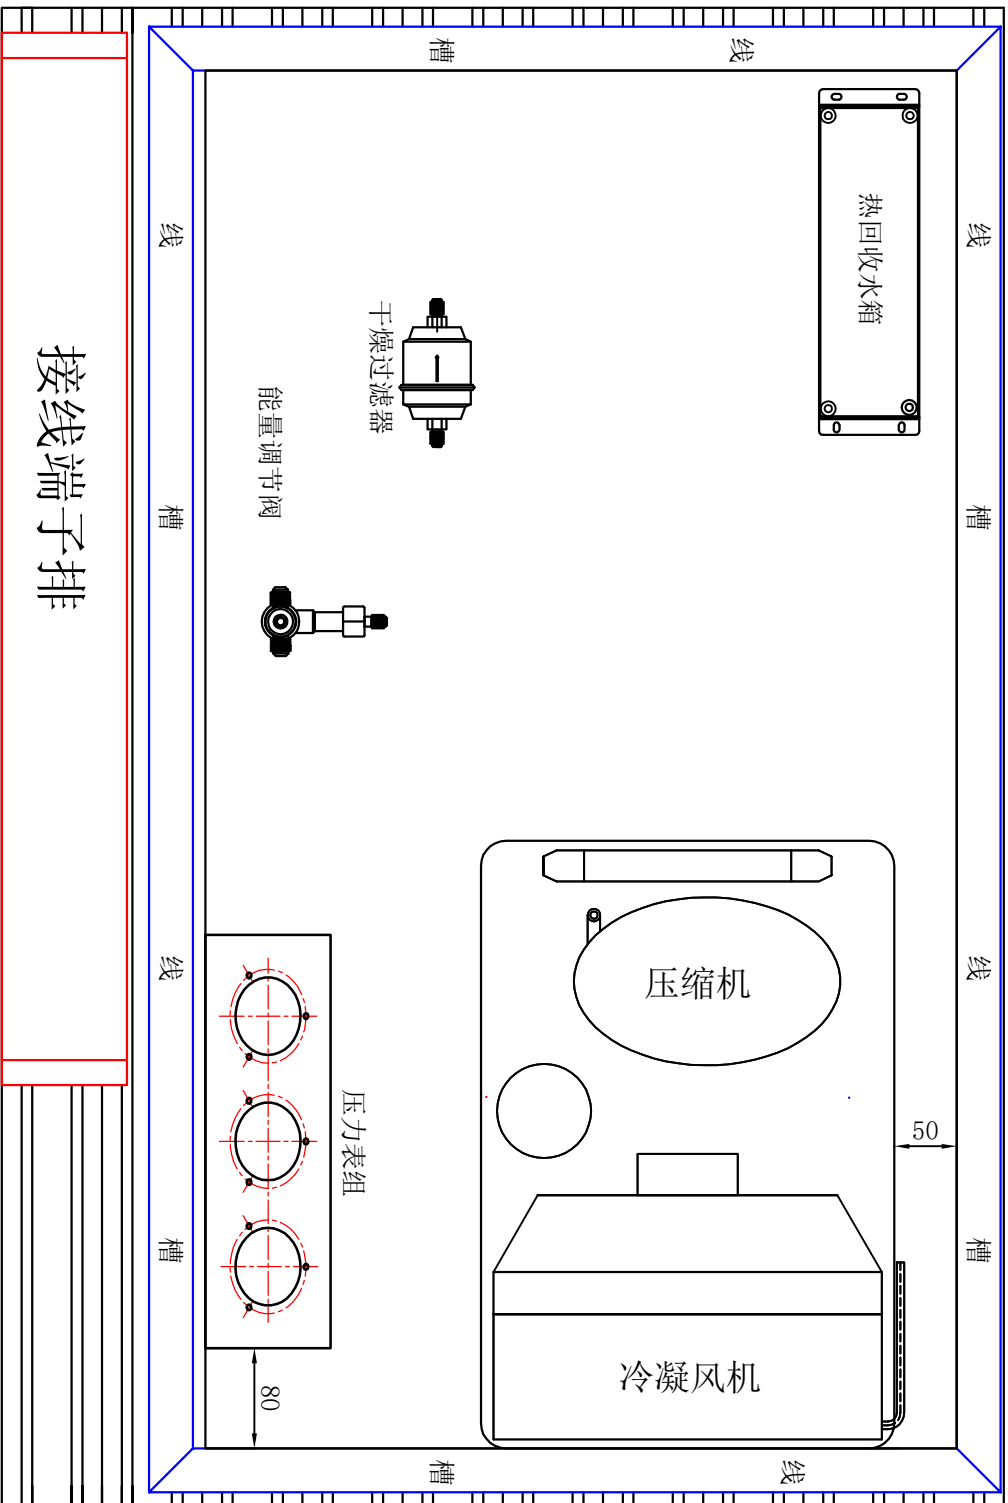 槽 线
线 线
热回收水箱
干燥过滤器
接线端子排
能量调节阀
槽 槽
线 线
压缩机
压力表组
50
槽 槽
冷凝风机
80
槽 线